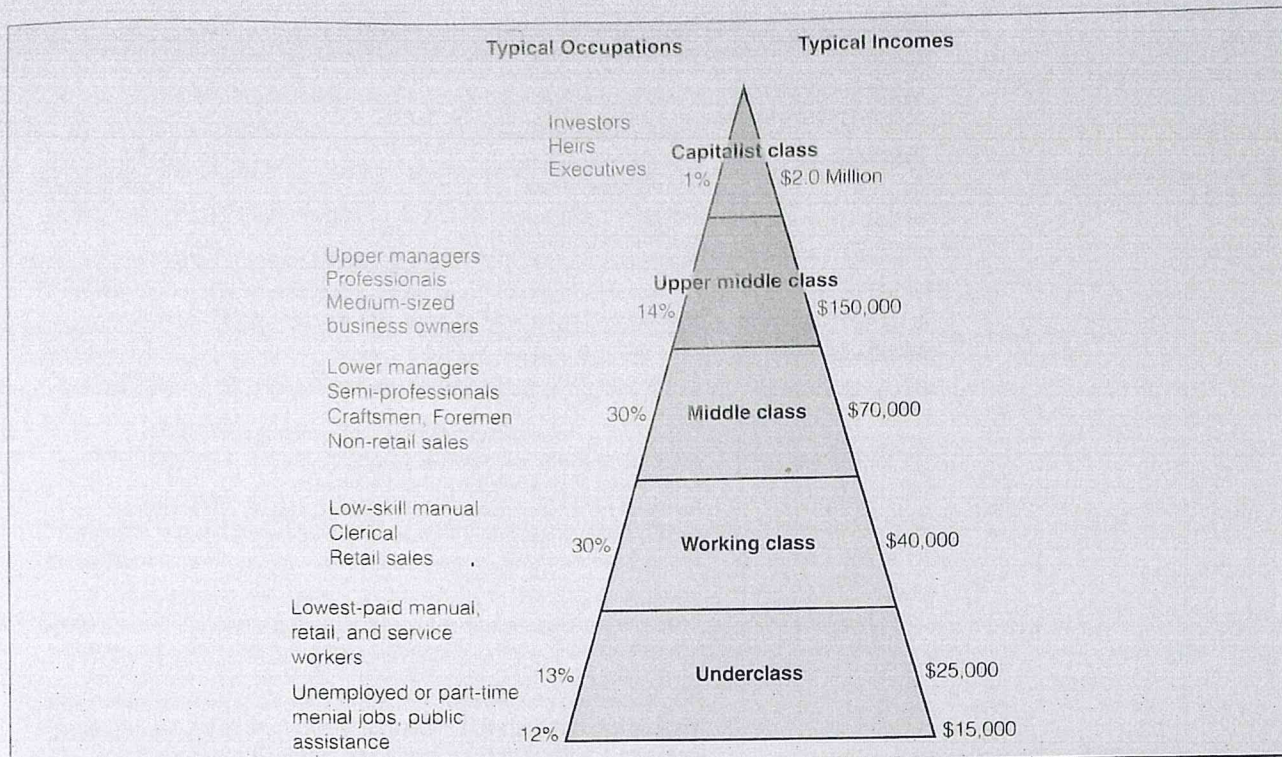 Typical Occupations
Typical Incomes
Investors
Heirs
Executives
Capitalist class
1%
$2.0 Million
Upper managers
Professionals
Medium-sized
business owners
Upper middle class
14%
$150,000
Lower managers
Semi-professionals
Craftsmen, Foremen
Non-retail sales
30%
Middle class
$70,000
Low-skill manual
Clerical
Retail sales
30%
Working class
$40,000
Lowest-paid manual,
retail, and service
workers
13%
Underclass
$25,000
Unemployed or part-time
menial jobs, public
assistance
12%
$15,000